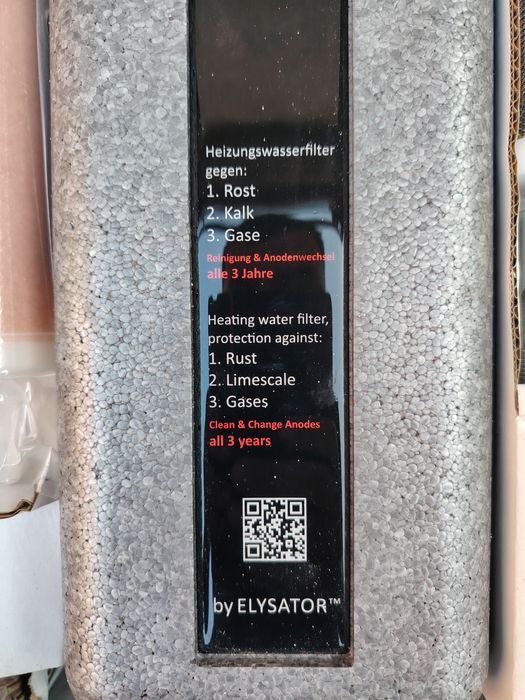 Heizungswasserfilter
gegen:
1. Rost
2. Kalk
3. Gase
Reinigung & Anodenwechsel
alle 3 Jahre
Heating water filter,
protection against:
1. Rust
2. Limescale
3. Gases
Clean & Change Anodes
all 3 years
by ELYSATOR™